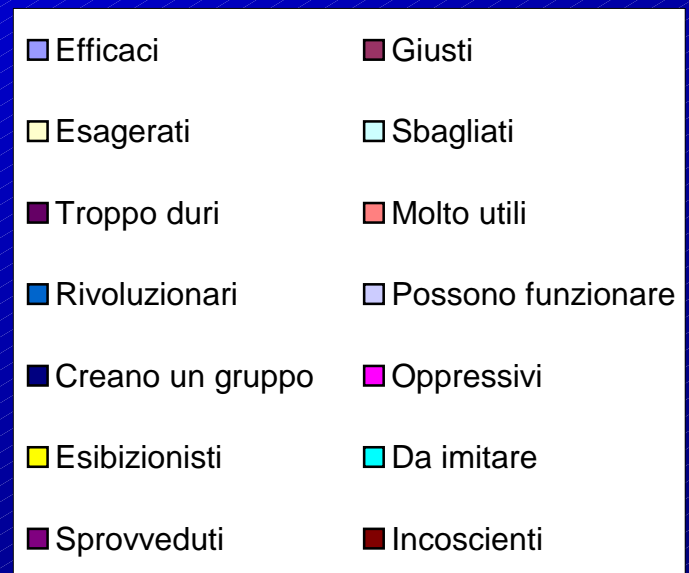 Efficaci Giusti
Esagerati Sbagliati
Troppo duri Molto utili
Rivoluzionari Possono funzionare
Creano un gruppo Oppressivi
Esibizionisti Da imitare
Sprovveduti Incoscienti